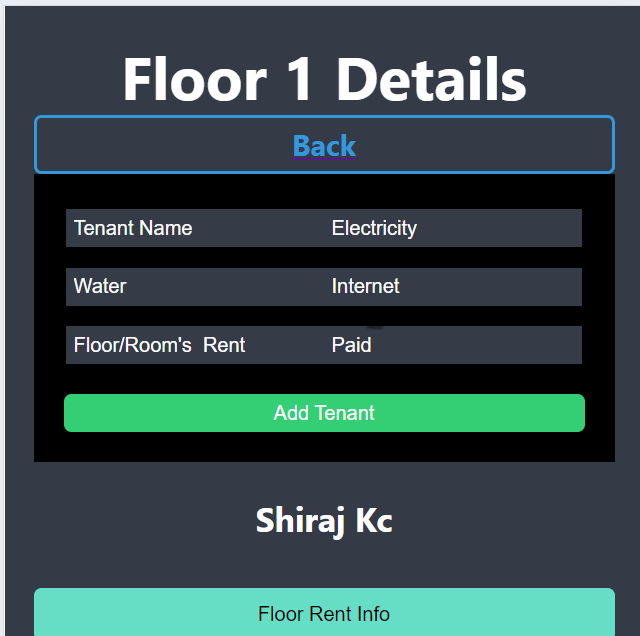 Floor 1 Details
Back
Tenant Name Electricity
Water Internet
Floor/Room's  Rent Paid
Add Tenant
Shiraj Kc
Floor Rent Info